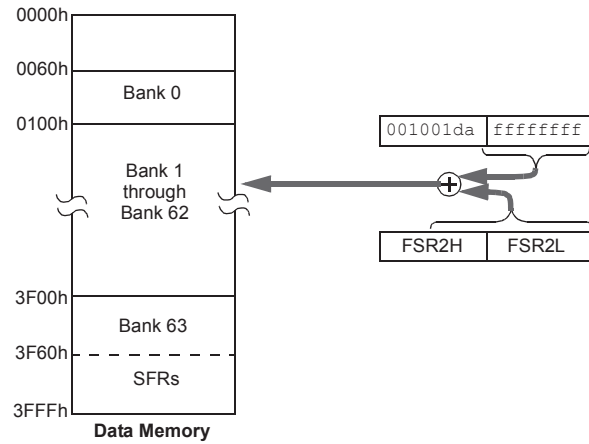 0000h
0060h
Bank 0
0100h
001001da ffffffff
Bank 1
through
Bank 62
FSR2H FSR2L
3F00h
Bank 63
3F60h
SFRs
3FFFh
Data Memory